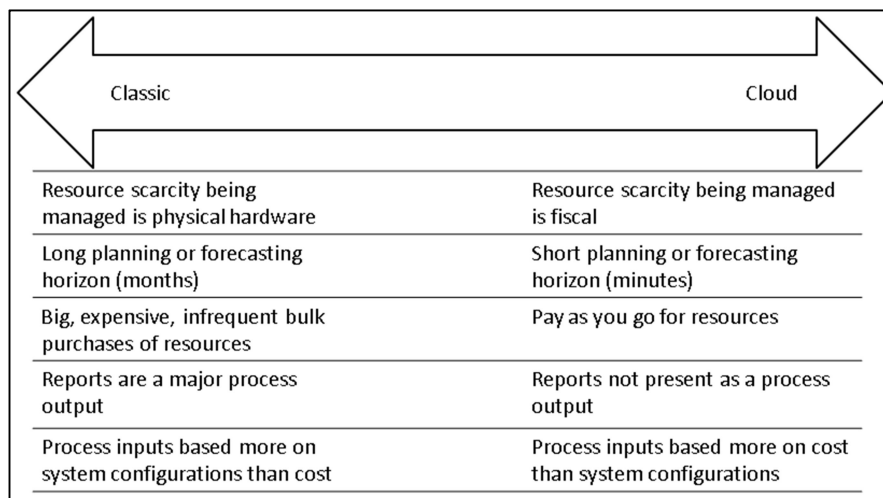 Classic Cloud
Resource scarcity being Resource scarcity being managed
managed is physical hardware is fiscal
Long planning or forecasting Short planning or forecasting
horizon (months) horizon (minutes)
Big, expensive, infrequent bulk Pay as you go for resources
purchases of resources
Reports are a major process Reports not present as a process
output output
Process inputs based more on Process inputs based more on cost
system configurations than cost than system configurations